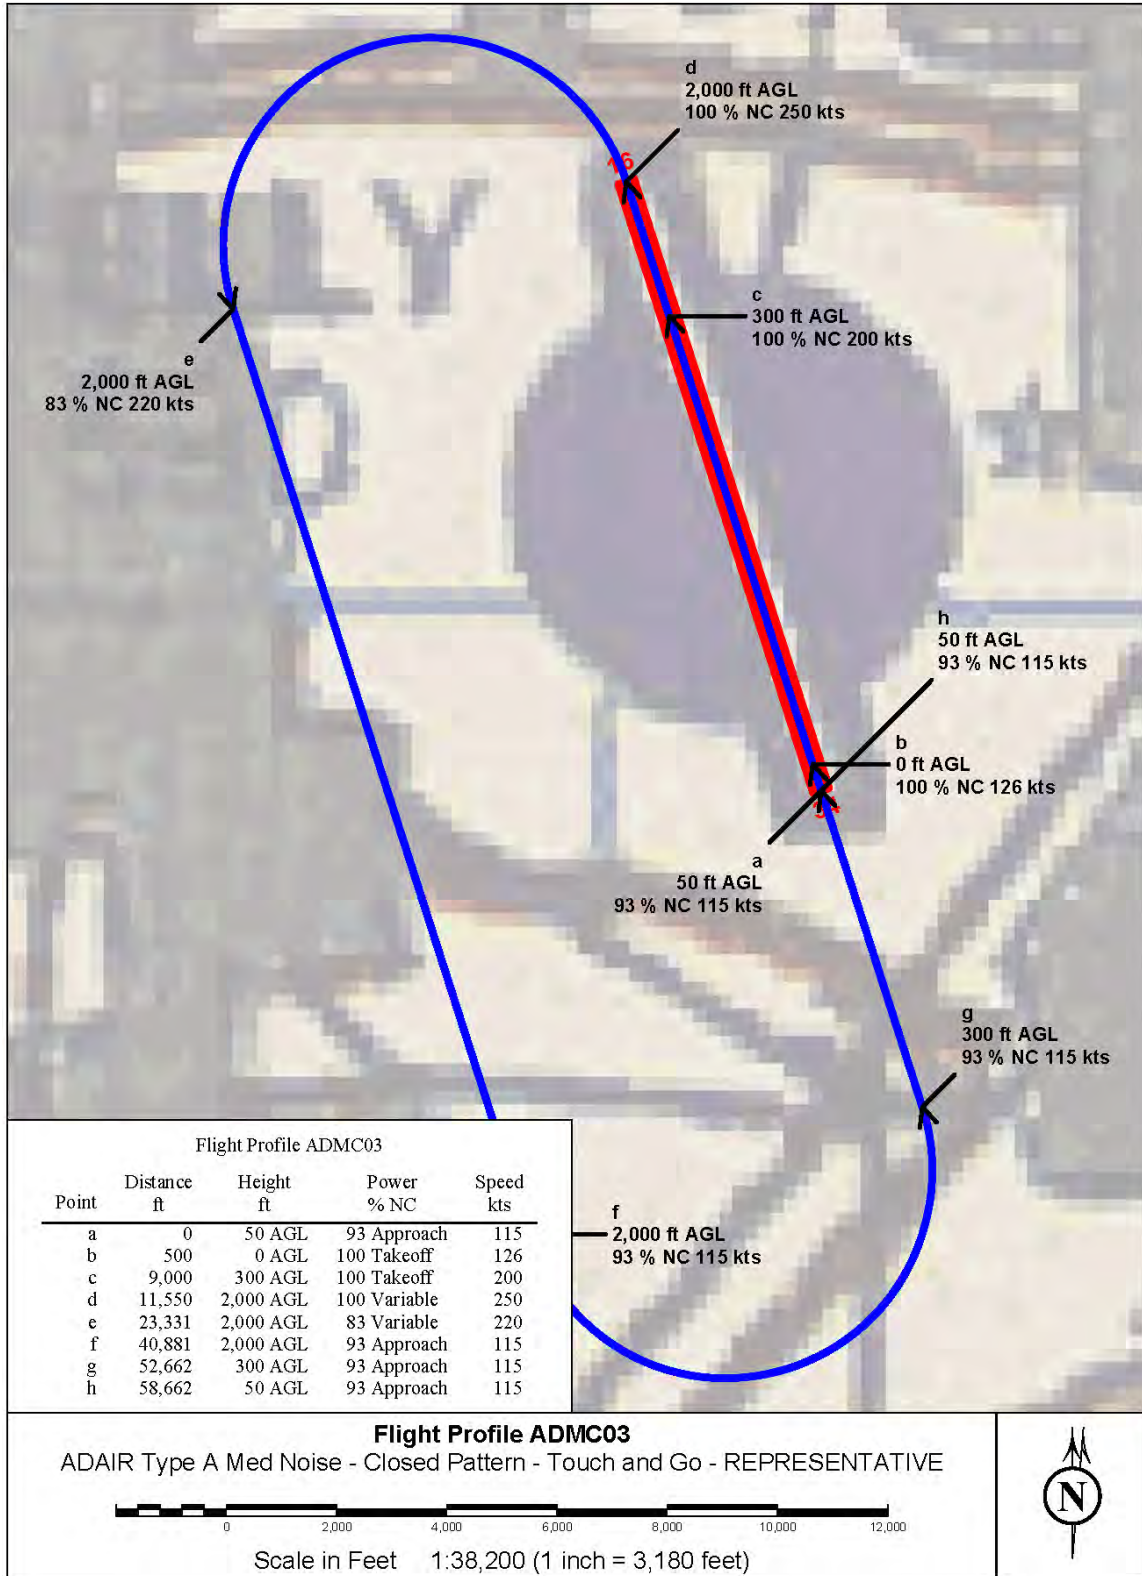 d
2,000 ft AGL
100 % NC 250 kts
16
c
300 ft AGL
100 % NC 200 kts
e
2,000 ft AGL
83 % NC 220 kts
h
50 ft AGL
93 % NC 115 kts
b
0 ft AGL
100 % NC 126 kts
a
50 ft AGL
93 % NC 115 kts
g
300 ft AGL
93 % NC 115 kts
f
2,000 ft AGL
93 % NC 115 kts
Flight Profile ADMC03
Point Distance ft Height ft Power % NC Speed kts
a 0 50 AGL 93 Approach 115
b 500 0 AGL 100 Takeoff 126
c 9,000 300 AGL 100 Takeoff 200
d 11,550 2,000 AGL 100 Variable 250
e 23,331 2,000 AGL 83 Variable 220
f 40,881 2,000 AGL 93 Approach 115
g 52,662 300 AGL 93 Approach 115
h 58,662 50 AGL 93 Approach 115
Flight Profile ADMC03
ADAIR Type A Med Noise - Closed Pattern - Touch and Go - REPRESENTATIVE
0 2,000 4,000 6,000 8,000 10,000 12,000
Scale in Feet 1:38,200 (1 inch = 3,180 feet)
N